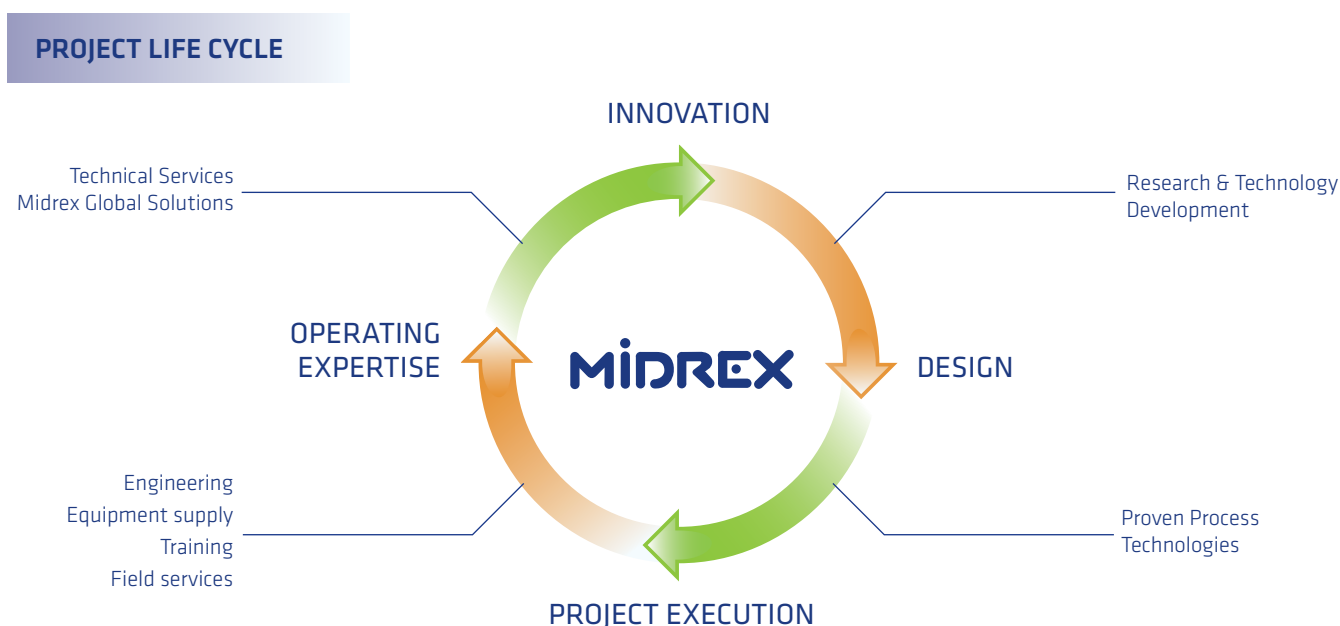 PROJECT LIFE CYCLE
INNOVATION
Technical Services
Midrex Global Solutions
Research & Technology
Development
OPERATING
EXPERTISE
MIDREX
DESIGN
Engineering
Equipment supply
Training
Field services
Proven Process
Technologies
PROJECT EXECUTION